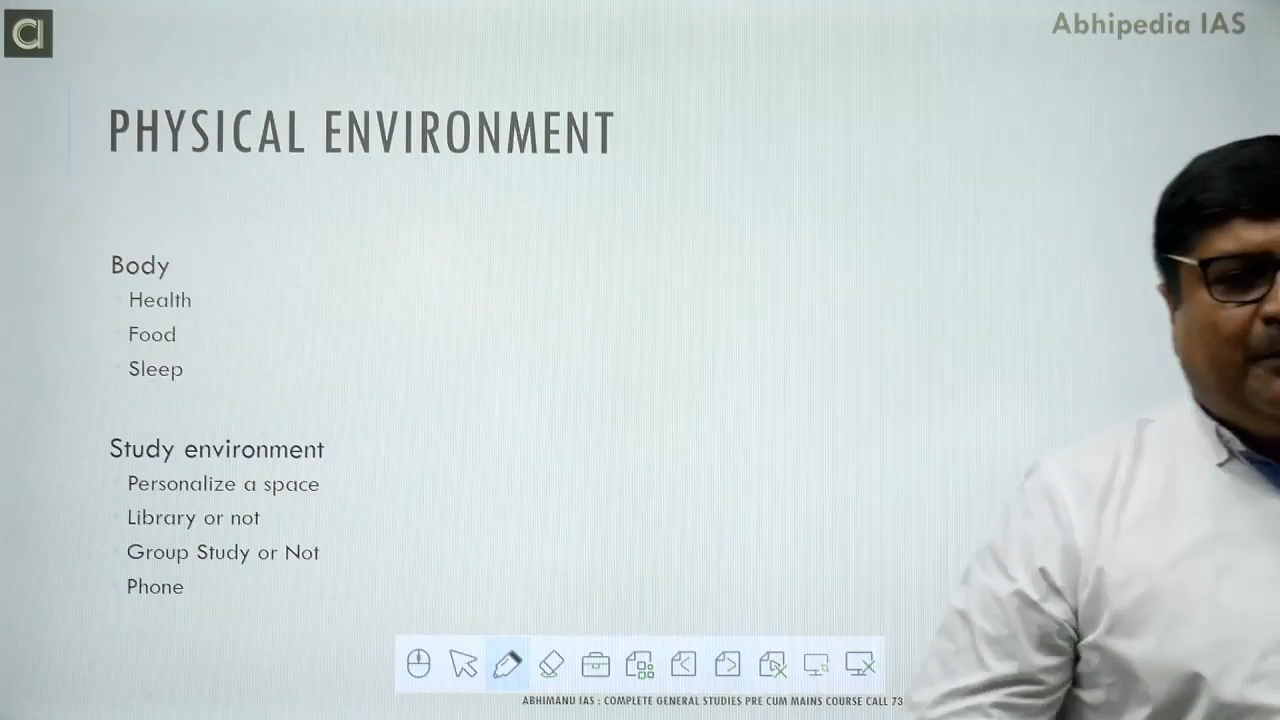 Abhipedia IAS
PHYSICAL ENVIRONMENT
Body
Health
Food
Sleep
Study environment
Personalize a space
Library or not
Group Study or Not
Phone
ABHIMANU IAS : COMPLETE GENERAL STUDIES PRE CUM MAINS COURSE CALL 73